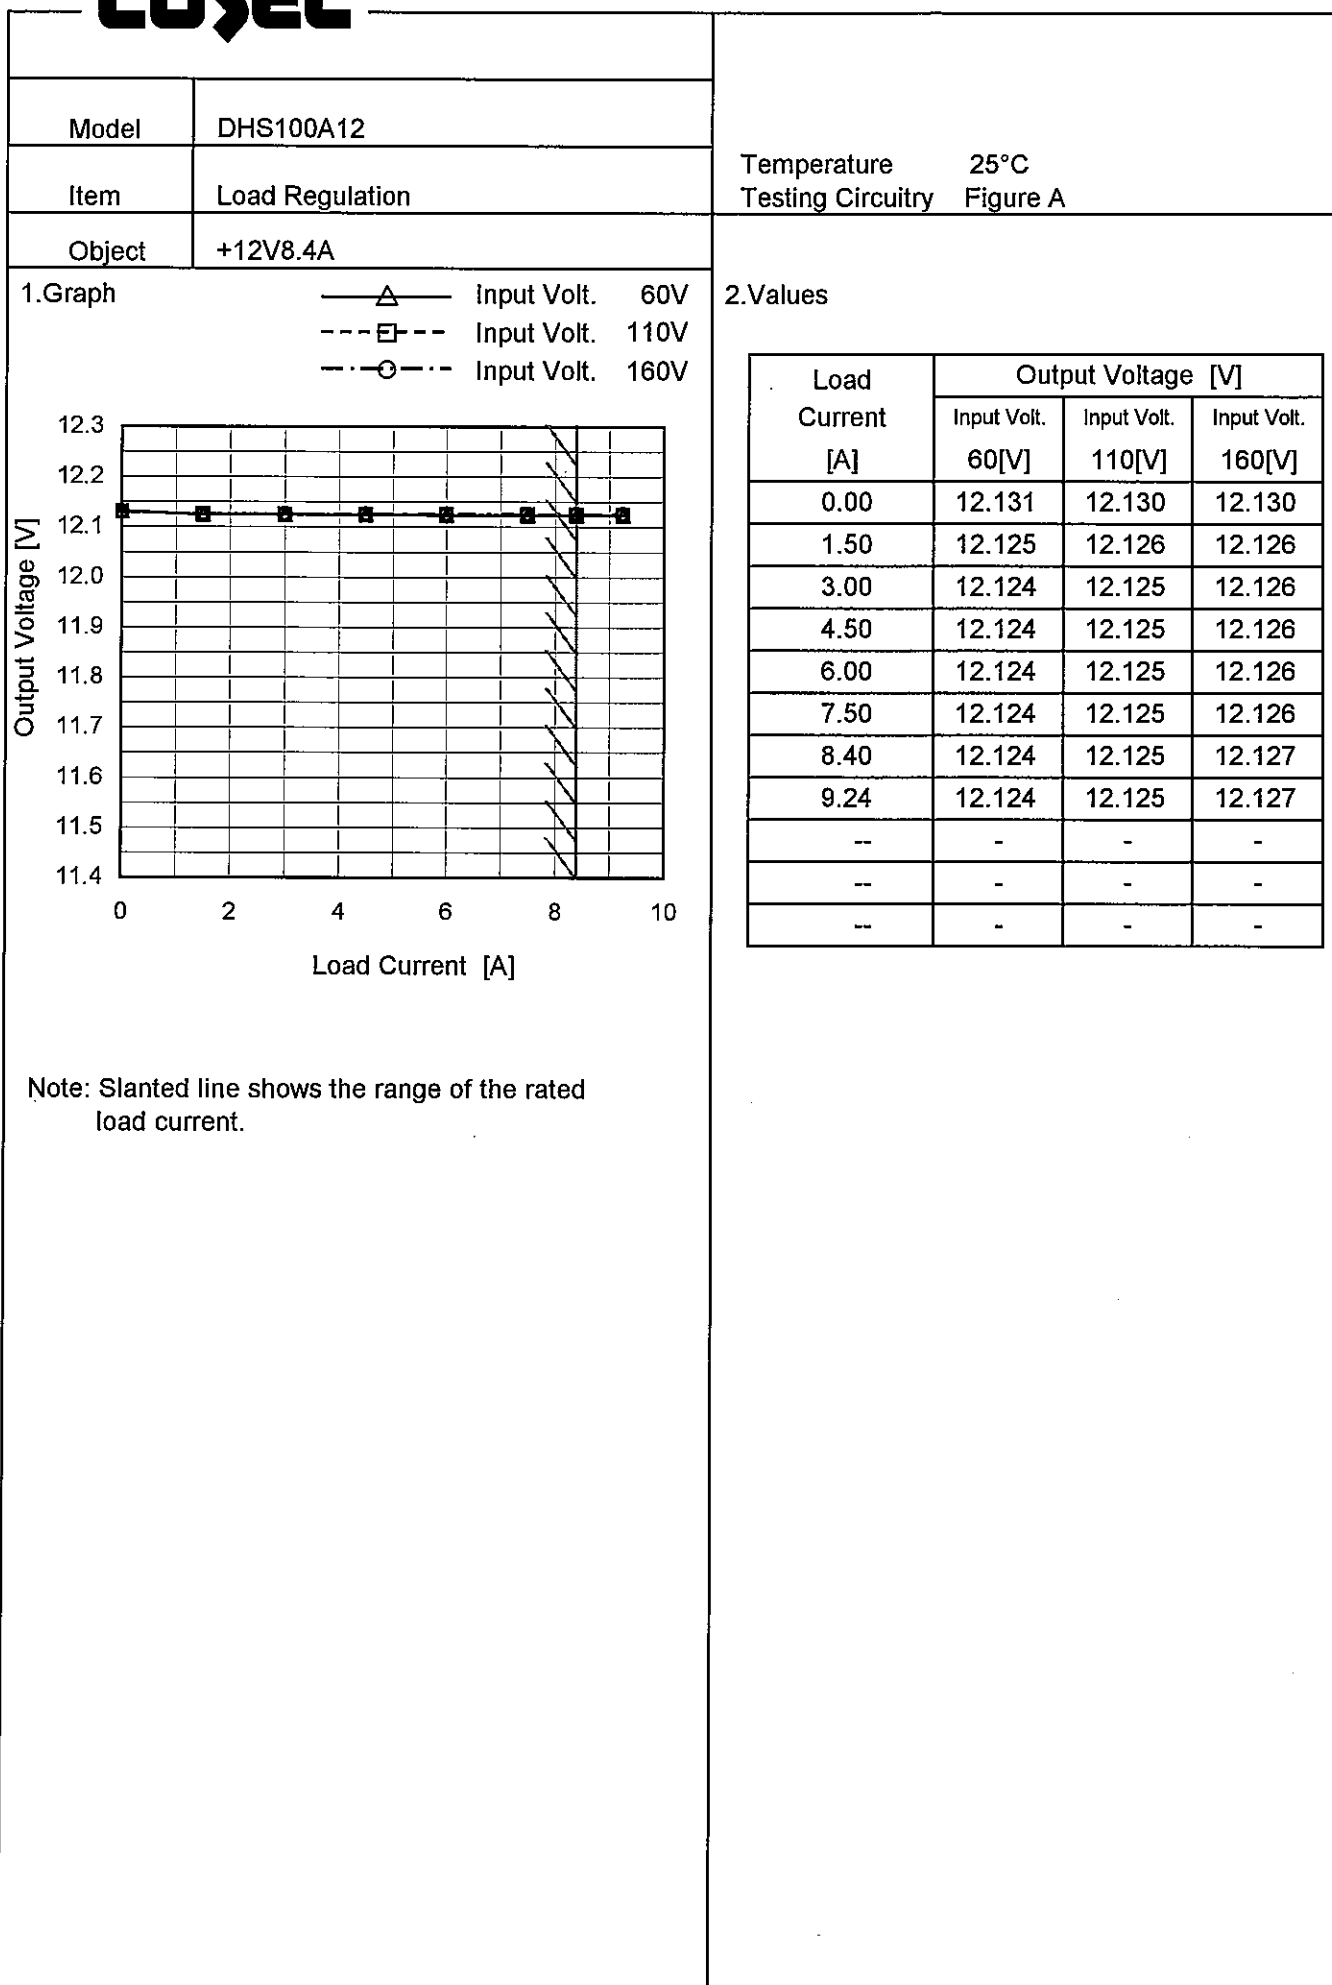 COSEL
Model DHS100A12
Item Load Regulation
Object +12V8.4A
Temperature 25°C
Testing Circuitry Figure A
1.Graph
Input Volt. 60V
Input Volt. 110V
Input Volt. 160V
12.3
12.2
12.1
12.0
11.9
11.8
11.7
11.6
11.5
11.4
Output Voltage [V]
0 2 4 6 8 10
Load Current [A]
Note: Slanted line shows the range of the rated
load current.
2.Values
Load Output Voltage [V]
Current Input Volt. Input Volt. Input Volt.
[A] 60[V] 110[V] 160[V]
0.00 12.131 12.130 12.130
1.50 12.125 12.126 12.126
3.00 12.124 12.125 12.126
4.50 12.124 12.125 12.126
6.00 12.124 12.125 12.126
7.50 12.124 12.125 12.126
8.40 12.124 12.125 12.127
9.24 12.124 12.125 12.127
-- - - -
-- - - -
-- - - -